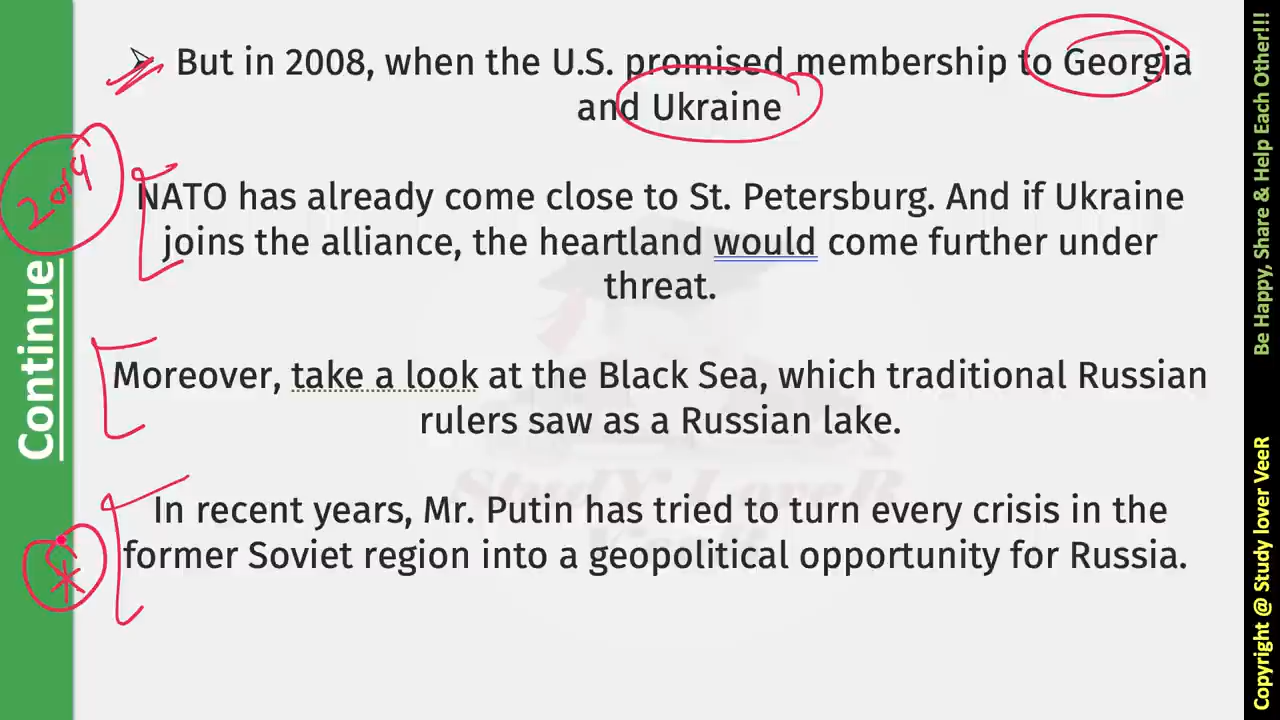 But in 2008, when the U.S. promised membership to Georgia
and Ukraine
2014
NATO has already come close to St. Petersburg. And if Ukraine
joins the alliance, the heartland would come further under
threat.
Moreover, take a look at the Black Sea, which traditional Russian
rulers saw as a Russian lake.
In recent years, Mr. Putin has tried to turn every crisis in the
former Soviet region into a geopolitical opportunity for Russia.
Continue
StudY LoveR
VeeR
Be Happy, Share & Help Each Other!!!
Copyright @ Study lover VeeR